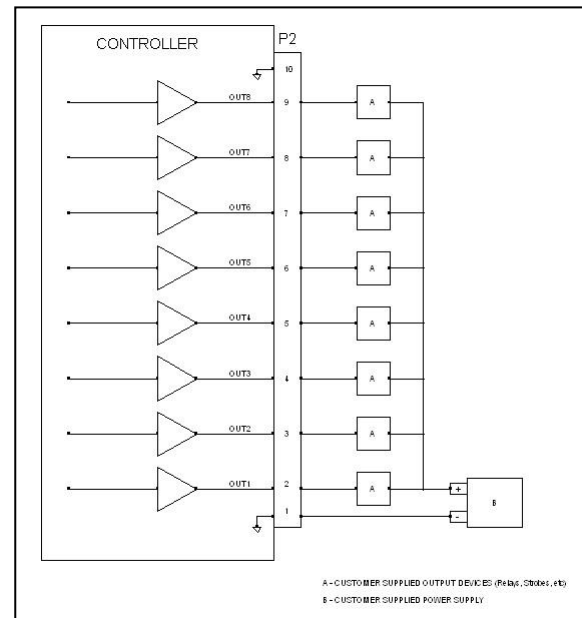 CONTROLLER
P2
10
OUT8
9
A
OUT7
8
A
OUT6
7
A
OUT5
6
A
OUT4
5
A
OUT3
4
A
OUT2
3
A
OUT1
2
A
+
B
1
-
A - CUSTOMER SUPPLIED OUTPUT DEVICES (Relays, Strobes, etc)
B - CUSTOMER SUPPLIED POWER SUPPLY